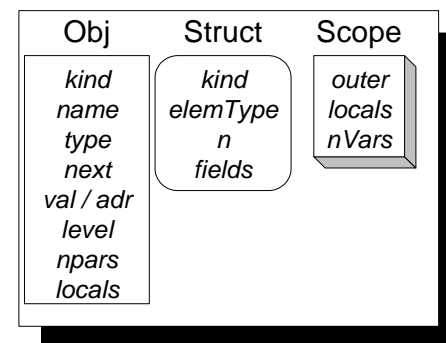 Obj Struct Scope
kind kind outer
name elemType locals
type n nVars
next fields
val / adr
level
npars
locals